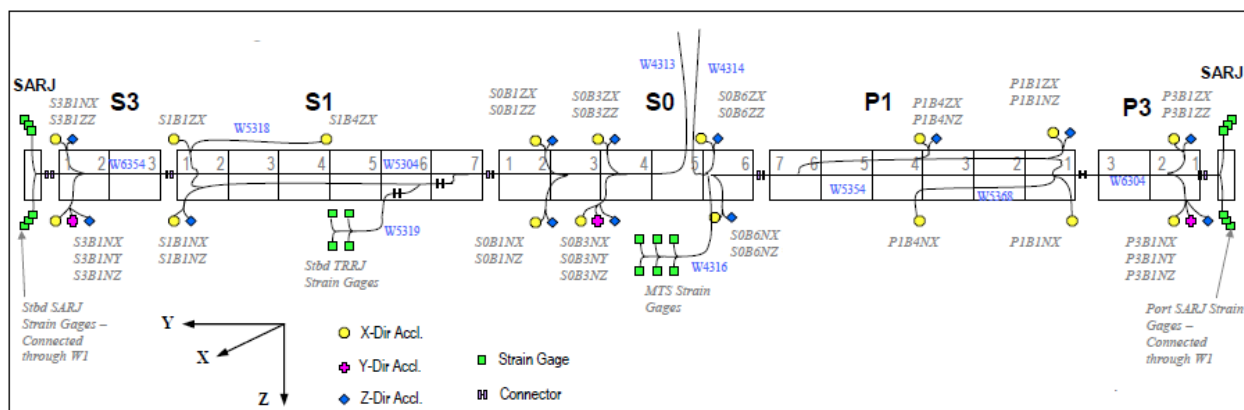 W4313
W4314
SARJ
S3B1NX
S3B1ZZ
S3
S1
S1B1ZX
W5318
S1B4ZX
S0B1ZX
S0B1ZZ
S0B3ZX
S0B3ZZ
S0
S0B6ZX
S0B6ZZ
P1
P1B4ZX
P1B4NZ
P1B1ZX
P1B1NZ
P3
P3B1ZX
P3B1ZZ
SARJ
1 2 3
W6354
1 2 3 4 5 6 7
W5304
1 2 3 4 5 6
7 6 5 4 3 2 1
W5354
W5368
3 2 1
W6304
S3B1NX
S3B1NY
S3B1NZ
S1B1NX
S1B1NZ
Stbd TRRJ
Strain Gages
W5319
S0B1NX
S0B1NZ
S0B3NX
S0B3NY
S0B3NZ
W4316
MTS Strain
Gages
S0B6NX
S0B6NZ
P1B4NX
P1B1NX
P3B1NX
P3B1NY
P3B1NZ
Stbd SARJ
Strain Gages –
Connected
through W1
Port SARJ Strain
Gages –
Connected
through W1
Y
X
Z
X-Dir Accl.
Y-Dir Accl.
Z-Dir Accl.
Strain Gage
Connector